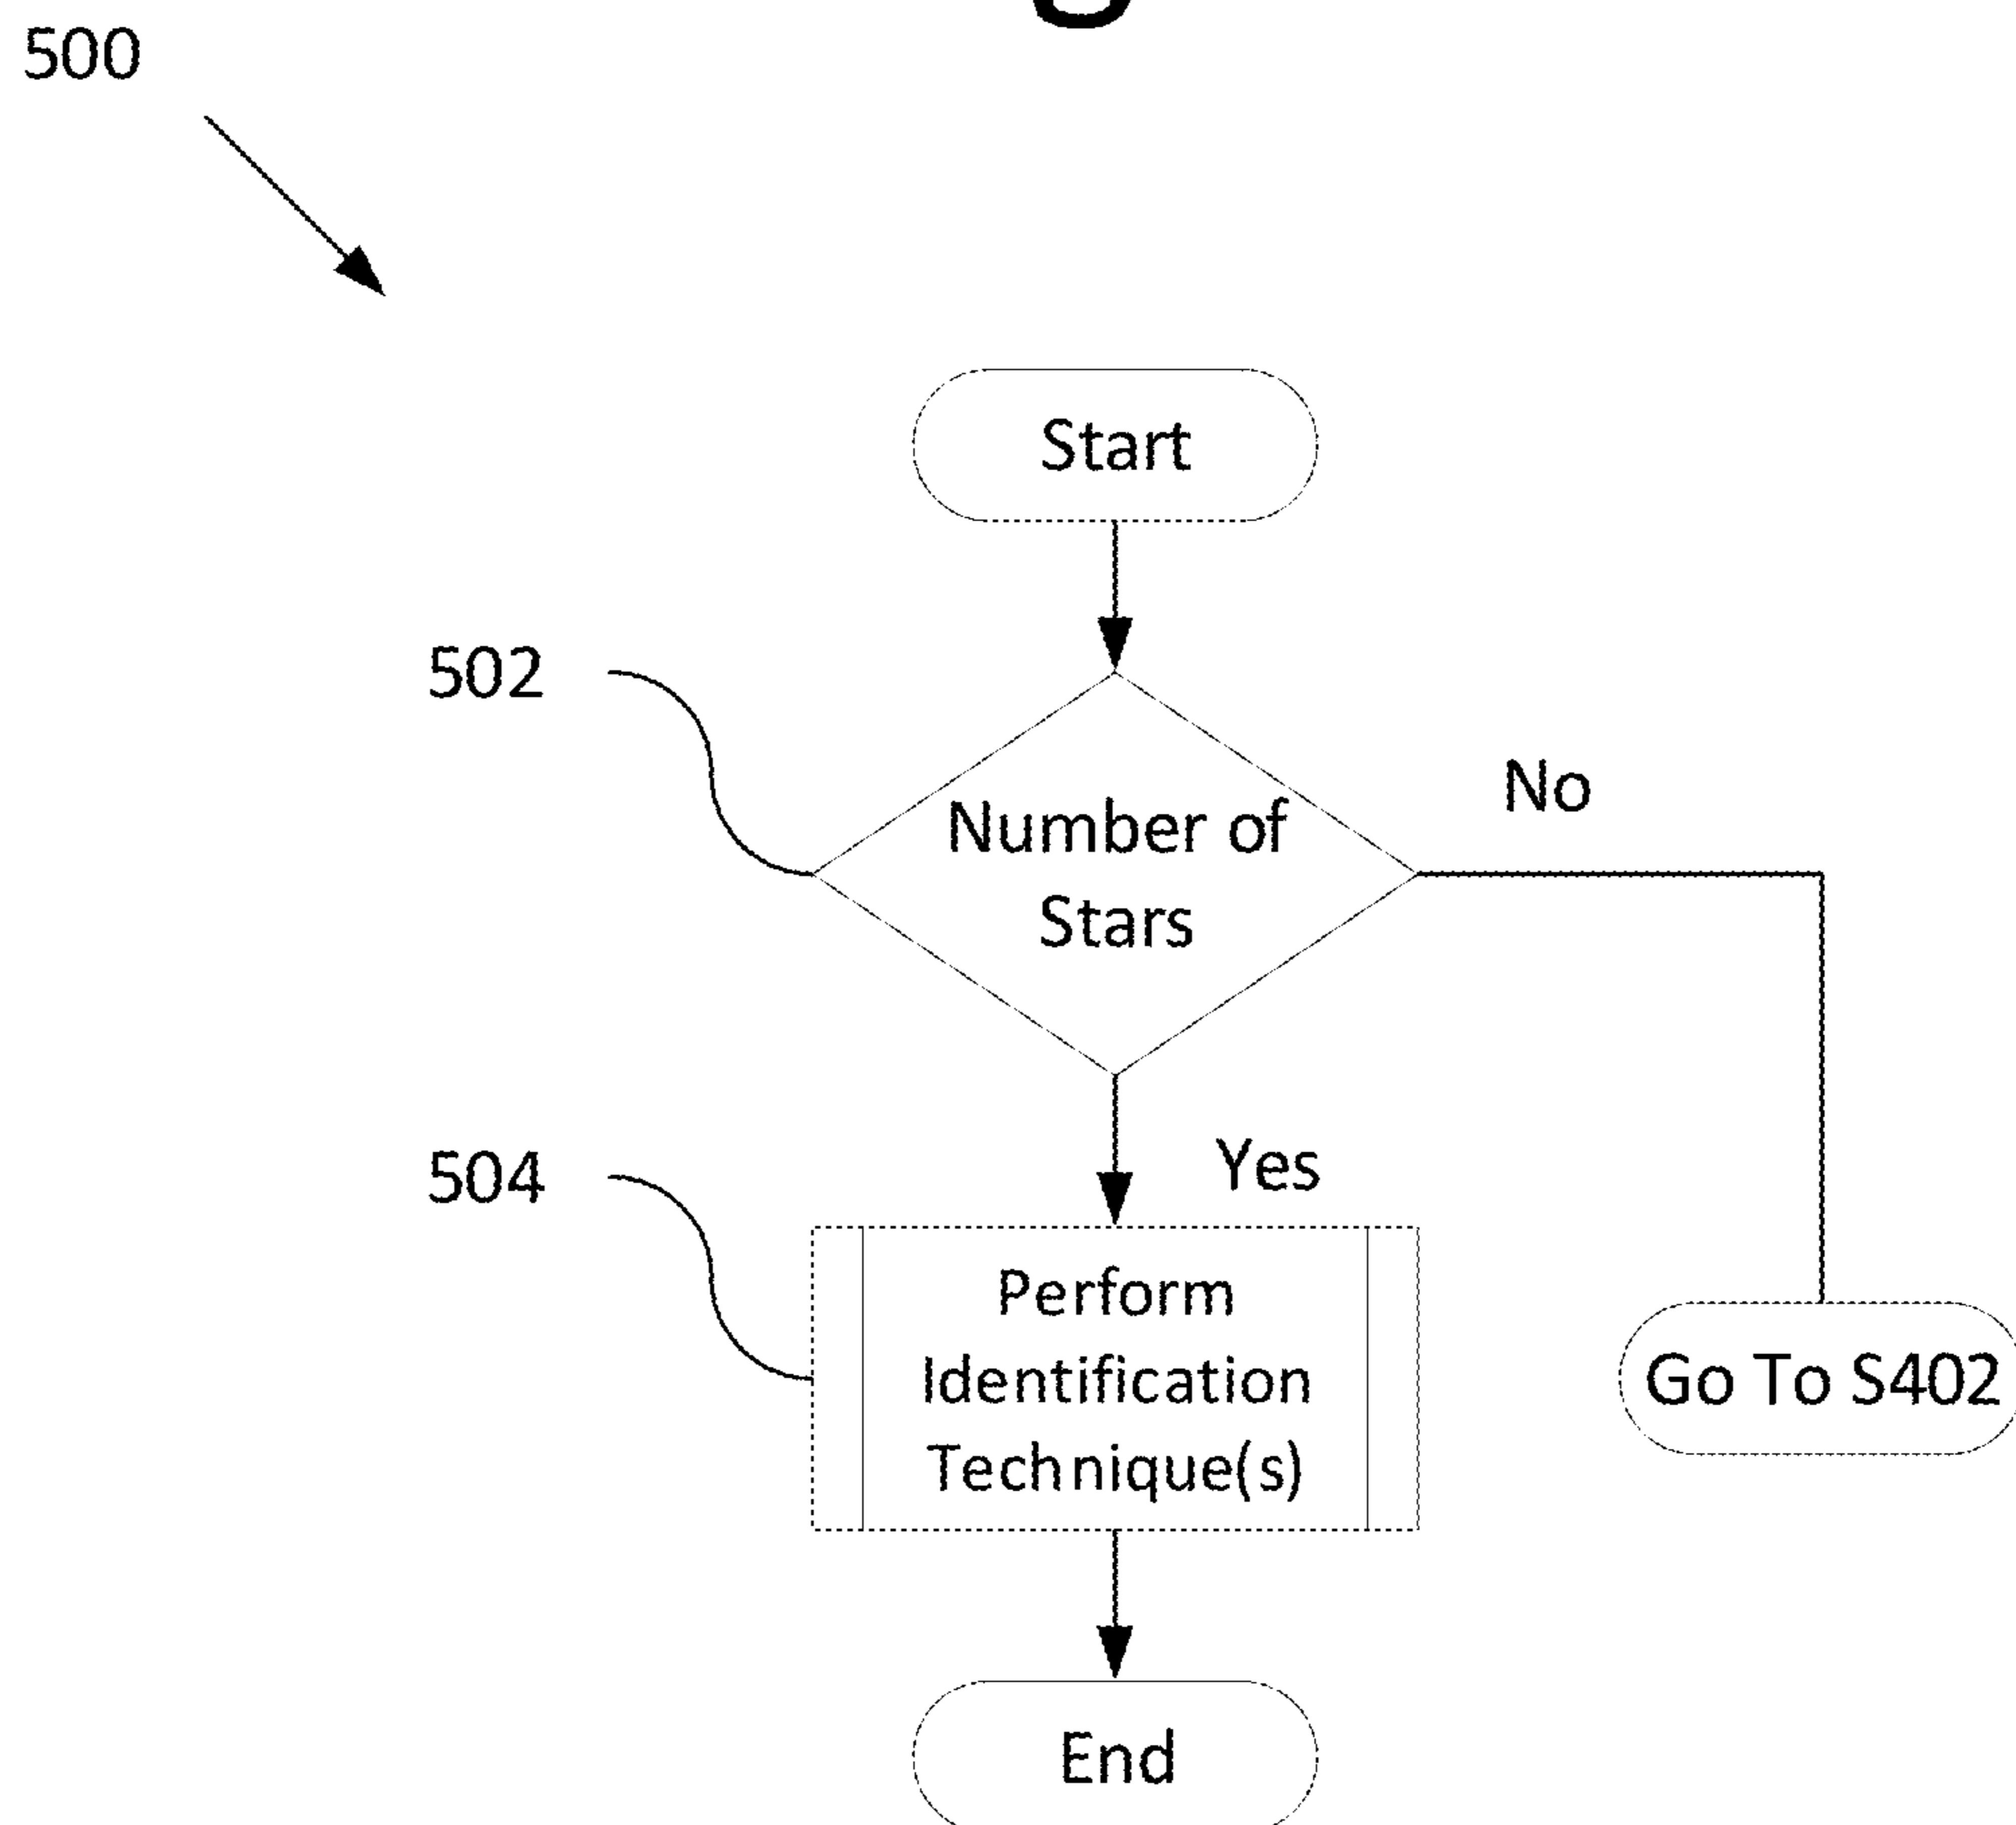 500
Start
502
Number of
Stars
No
Yes
504
Perform
Identification
Technique(s)
Go To S402
End